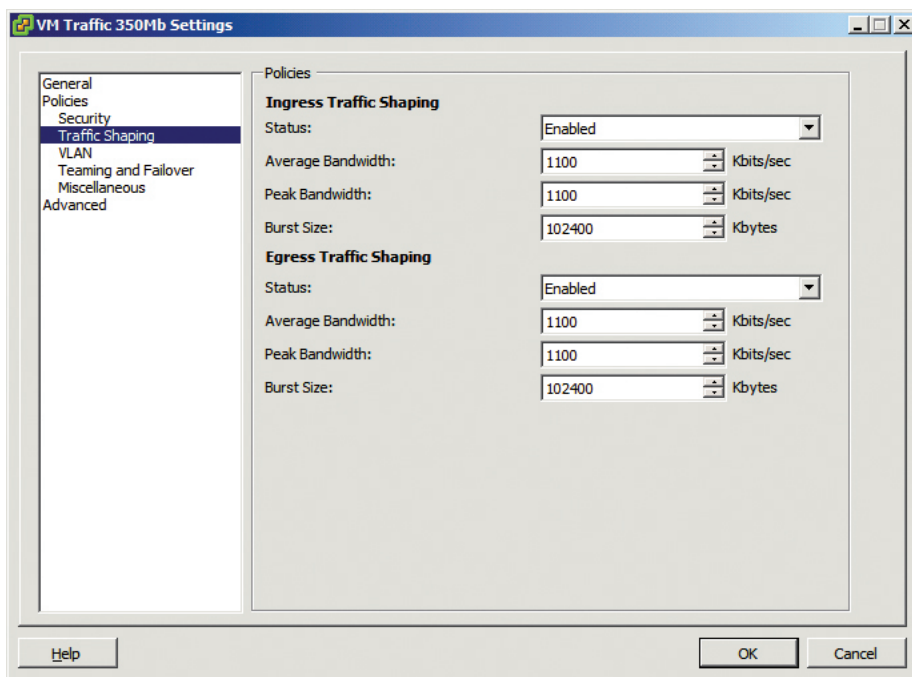 VM Traffic 350Mb Settings
General
Policies
Security
Traffic Shaping
VLAN
Teaming and Failover
Miscellaneous
Advanced
Policies
Ingress Traffic Shaping
Status: Enabled
Average Bandwidth: 1100 Kbits/sec
Peak Bandwidth: 1100 Kbits/sec
Burst Size: 102400 Kbytes
Egress Traffic Shaping
Status: Enabled
Average Bandwidth: 1100 Kbits/sec
Peak Bandwidth: 1100 Kbits/sec
Burst Size: 102400 Kbytes
Help OK Cancel